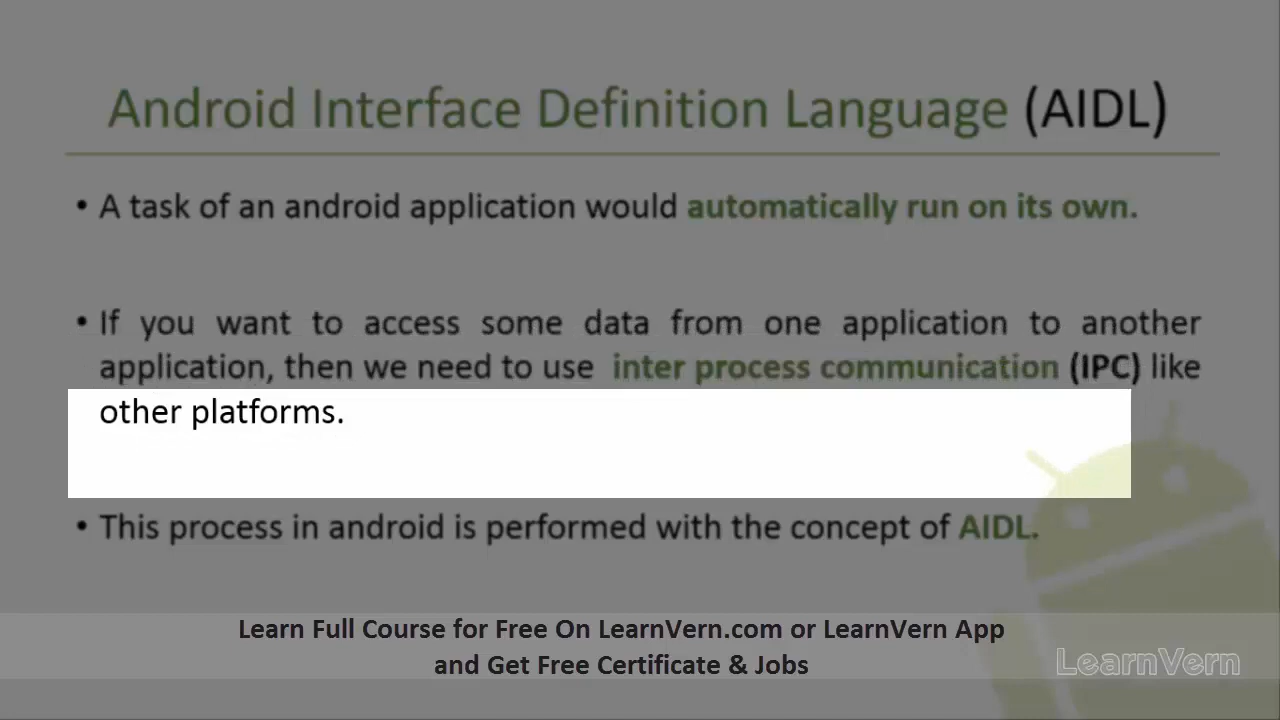 Android Interface Definition Language (AIDL)
• A task of an android application would automatically run on its own.
• If you want to access some data from one application to another
application, then we need to use inter process communication (IPC) like
other platforms.
• This process in android is performed with the concept of AIDL.
Learn Full Course for Free On LearnVern.com or LearnVern App
and Get Free Certificate & Jobs
LearnVern